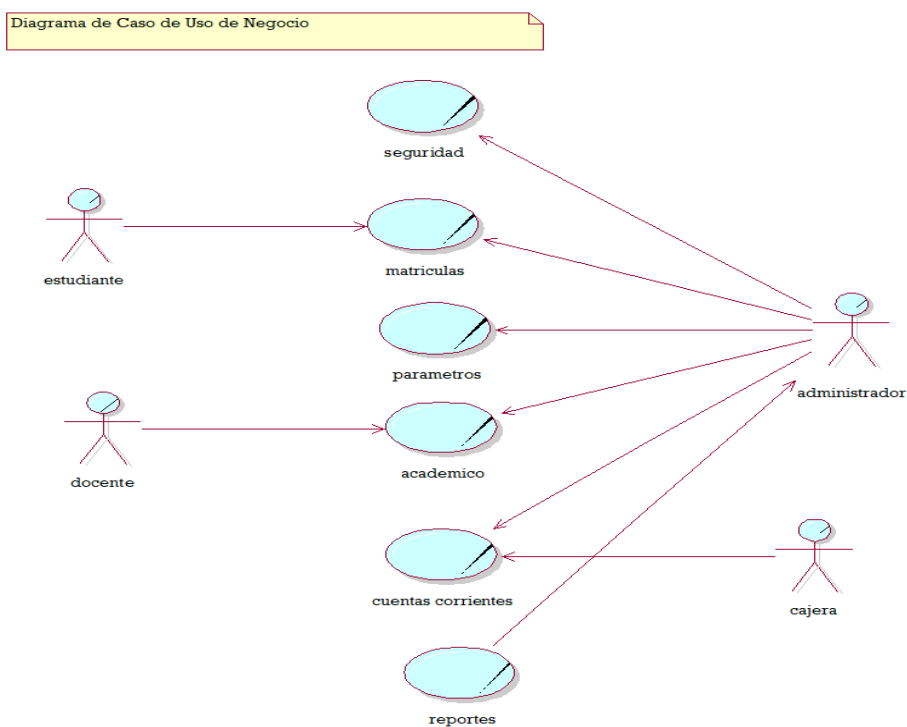 Diagrama de Caso de Uso de Negocio
seguridad
estudiante
matriculas
parametros
administrador
docente
academico
cuentas corrientes
cajera
reportes